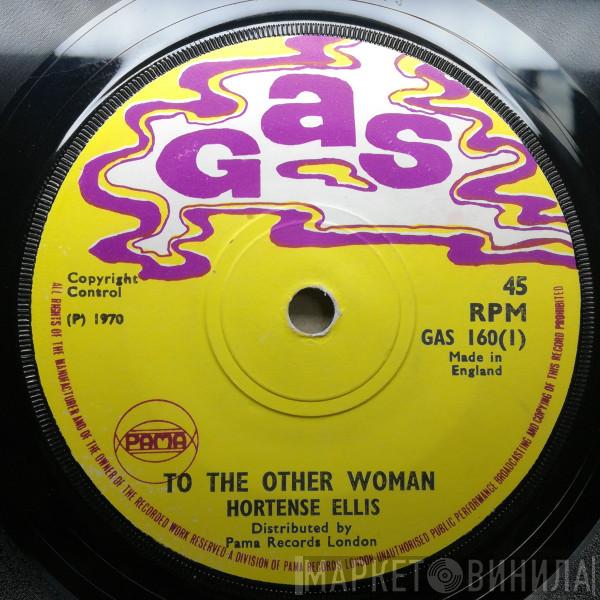 Gas
Copyright
Control
(P) 1970
45
RPM
GAS 160(1)
Made in
England
PAMA
TO THE OTHER WOMAN
HORTENSE ELLIS
Distributed by
Pama Records London
ALL RIGHTS OF THE MANUFACTURER AND OF THE OWNER OF THE RECORDED WORK RESERVED-A DIVISION OF PAMA RECORDS LONDON-UNAUTHORISED PUBLIC PERFORMANCE BROADCASTING AND COPYING OF THIS RECORD PROHIBITED
МАРКЕТ ВИНИЛА